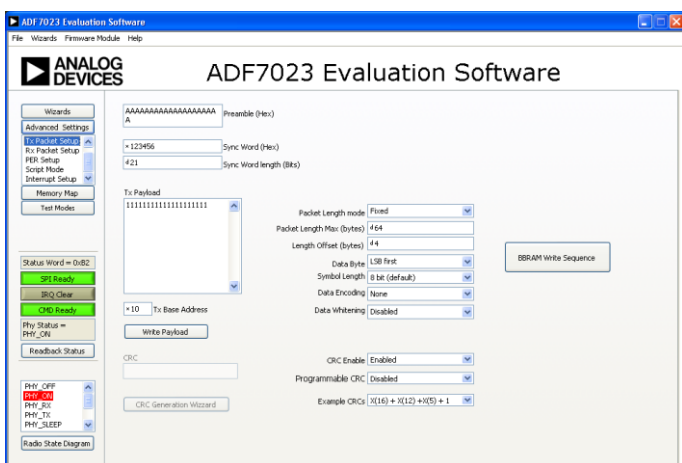 ADF7023 Evaluation Software
File Wizards Firmware Module Help
ANALOG
DEVICES
ADF7023 Evaluation Software
Wizards
Advanced Settings
Tx Packet Setup
Rx Packet Setup
PER Setup
Script Mode
Interrupt Setup
Memory Map
Test Modes
Status Word = 0xB2
SPI Ready
IRQ Clear
CMD Ready
Phy Status =
PHY_ON
Readback Status
PHY_OFF
PHY_ON
PHY_RX
PHY_TX
PHY_SLEEP
Radio State Diagram
AAAAAAAAAAAAAAAAAAA
A
Preamble (Hex)
x 123456 Sync Word (Hex)
d 21 Sync Word length (Bits)
Tx Payload
11111111111111111111
x 10 Tx Base Address
Write Payload
CRC
CRC Generation Wizzard
Packet Length mode Fixed
Packet Length Max (bytes) d 64
Length Offset (bytes) d 4
Data Byte LSB first
Symbol Length 8 bit (default)
Data Encoding None
Data Whitening Disabled
CRC Enable Enabled
Programmable CRC Disabled
Example CRCs X(16) + X(12) +X(5) + 1
BBRAM Write Sequence